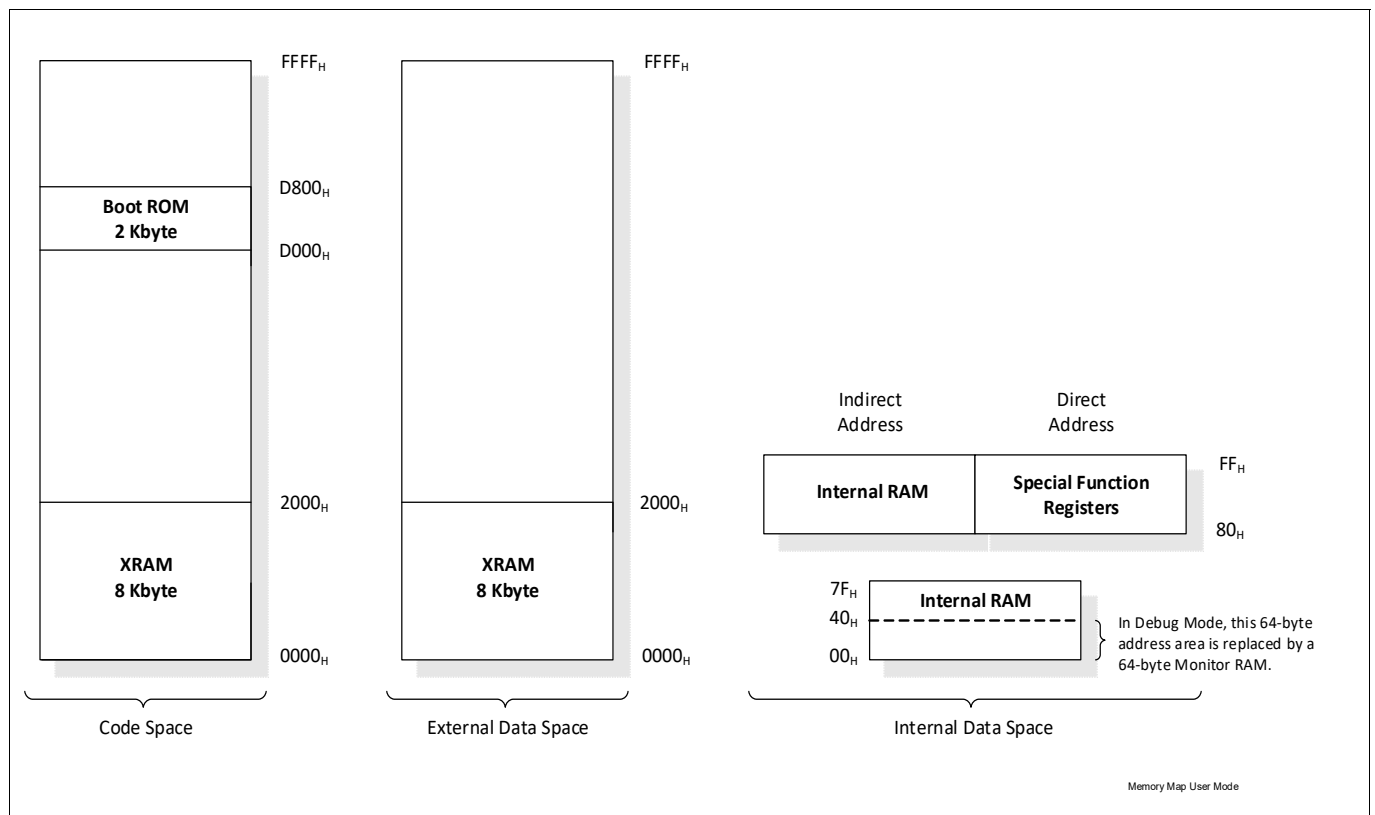 FFFFH
D800H
Boot ROM
2 Kbyte
D000H
2000H
XRAM
8 Kbyte
0000H
Code Space
FFFFH
2000H
XRAM
8 Kbyte
0000H
External Data Space
Indirect
Address
Direct
Address
Internal RAM
Special Function
Registers
FFH
80H
7FH
Internal RAM
40H
00H
In Debug Mode, this 64-byte
address area is replaced by a
64-byte Monitor RAM.
Internal Data Space
Memory Map User Mode